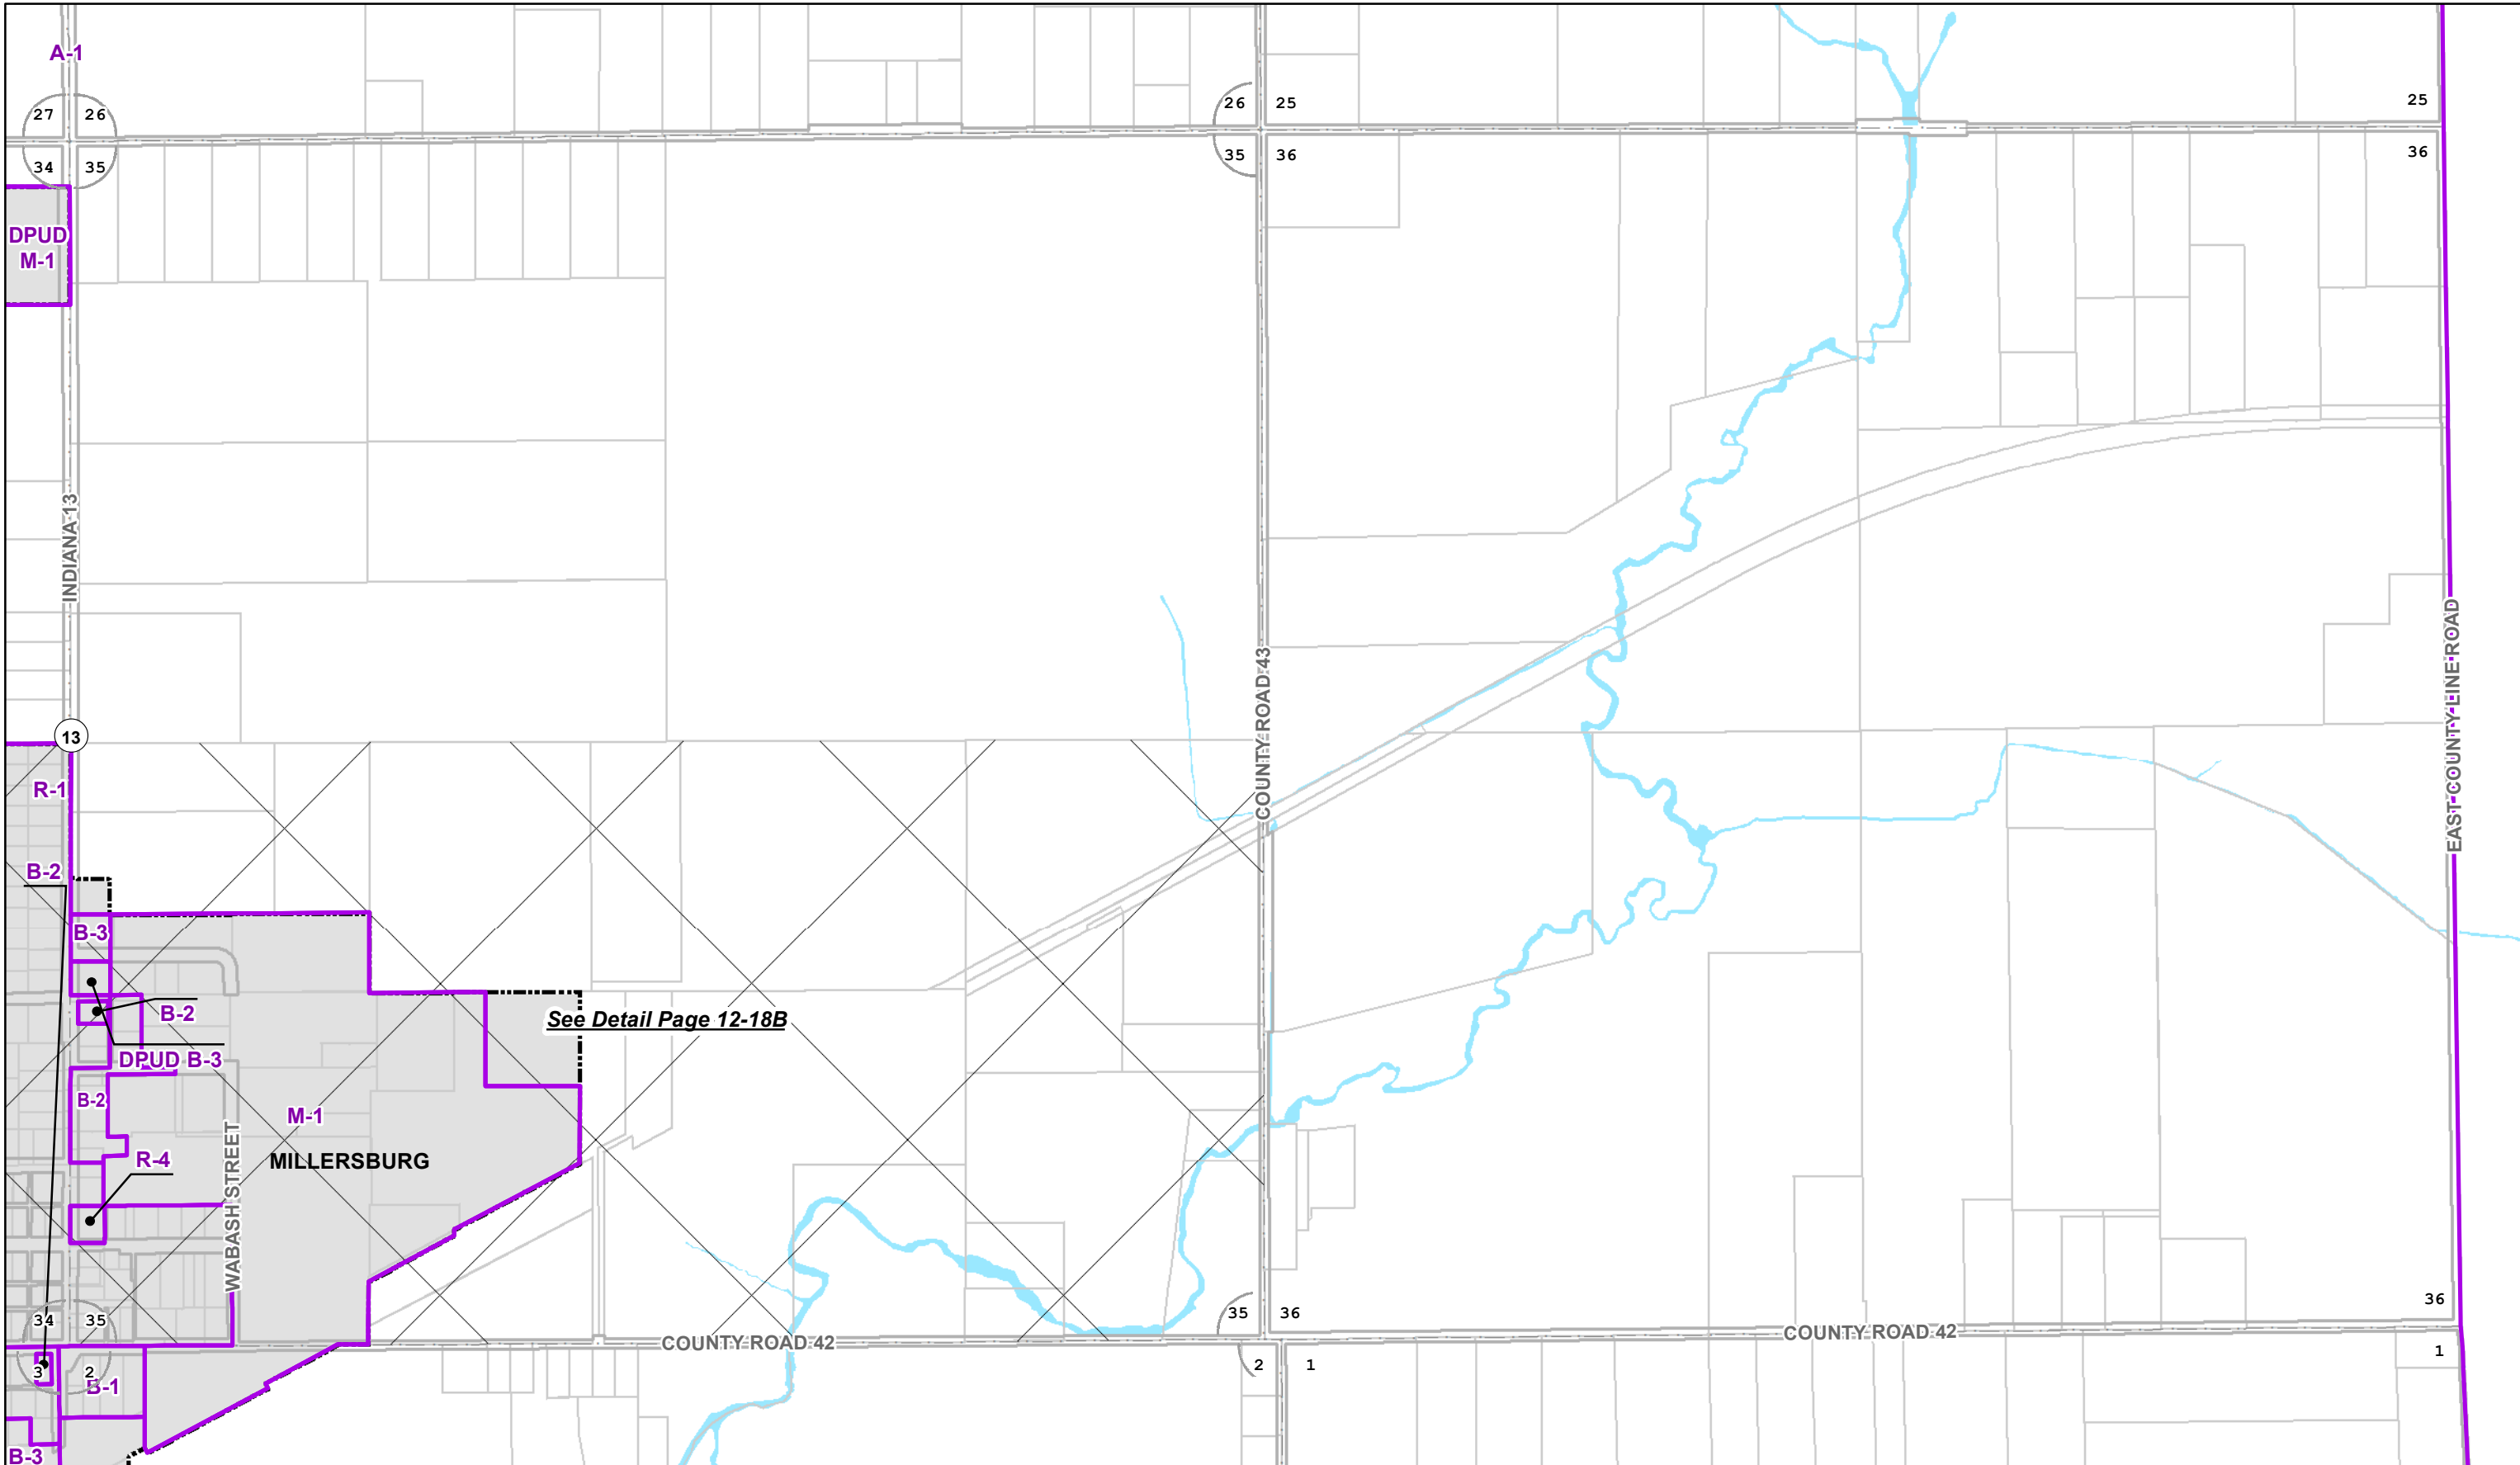 A-1
27
26
26
25
25
34
35
35
36
36
DPUD
M-1
INDIANA 13
EAST COUNTY LINE ROAD
COUNTY ROAD 43
13
R-1
B-2
B-3
B-2
See Detail Page 12-18B
DPUD B-3
B-2
M-1
R-4
MILLERSBURG
WABASH STREET
34
35
35
36
36
COUNTY ROAD 42
COUNTY ROAD 42
3
2
2
1
1
B-1
B-3